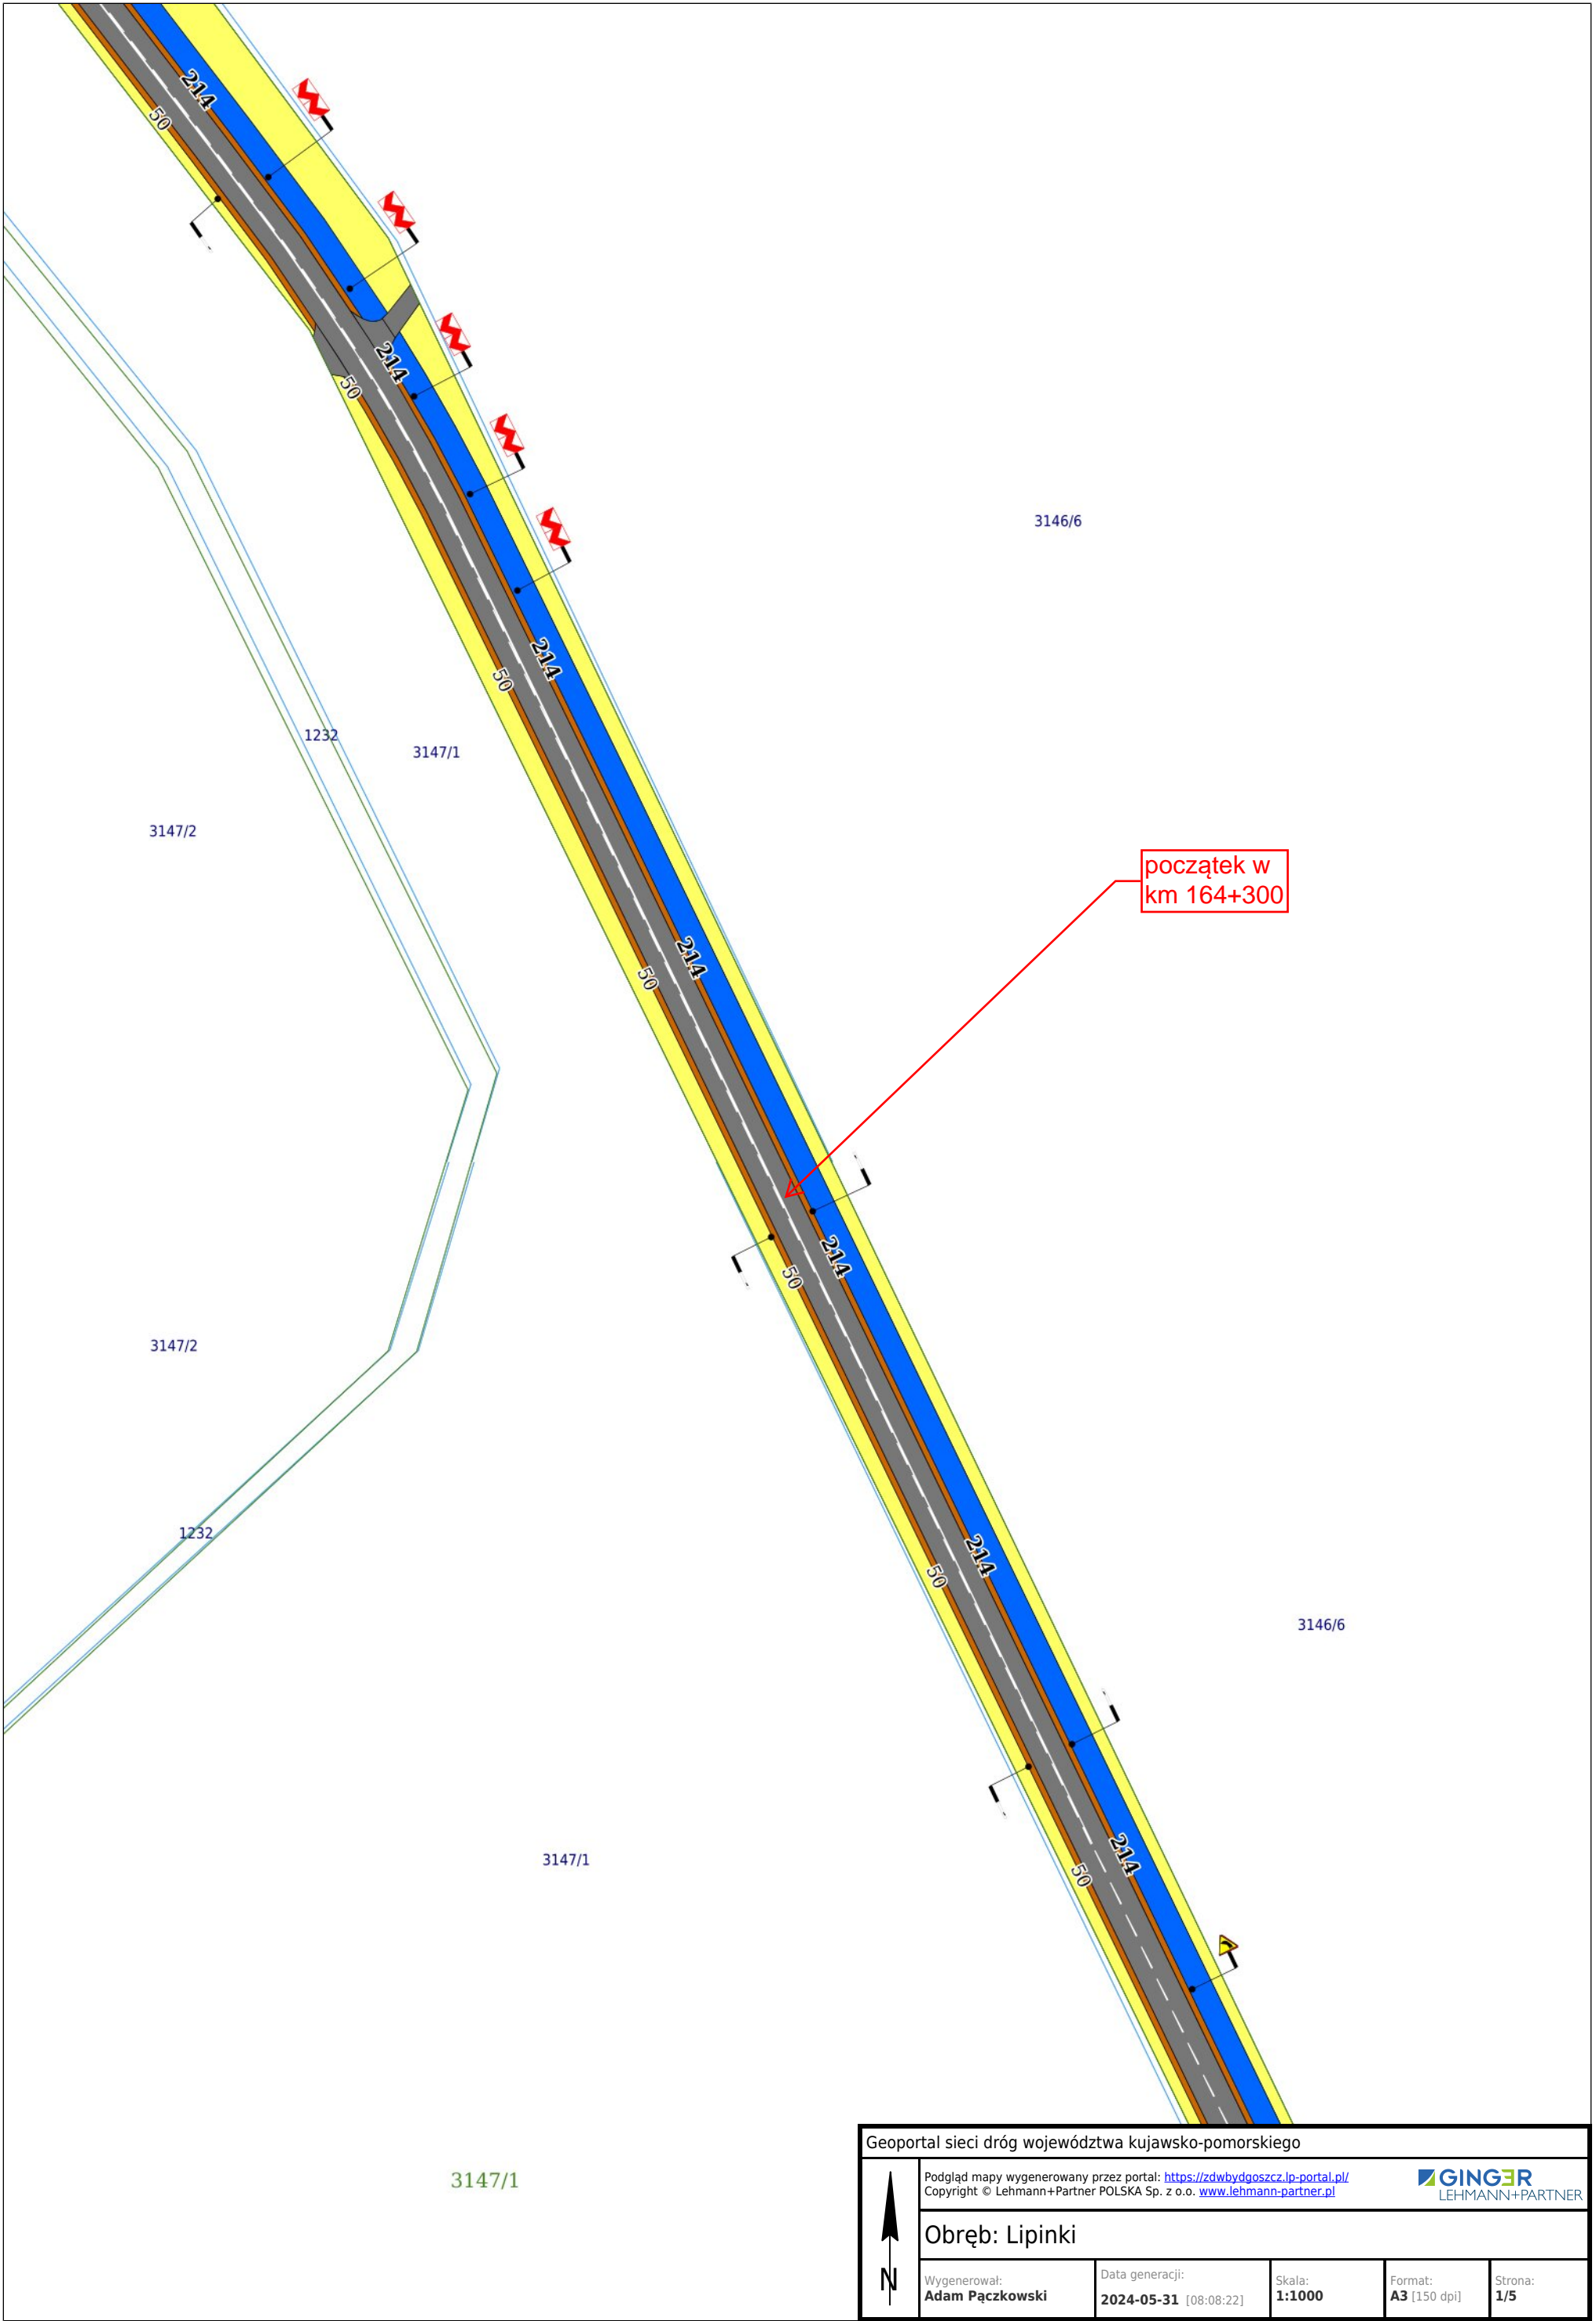 214
50
214
50
3146/6
214
50
1232
3147/1
3147/2
początek w
km 164+300
214
50
214
50
3147/2
1232
214
50
3146/6
214
50
3147/1
3147/1
Geoportal sieci dróg województwa kujawsko-pomorskiego
Podgląd mapy wygenerowany przez portal: https://zdwbydgoszcz.lp-portal.pl/
Copyright © Lehmann+Partner POLSKA Sp. z o.o. www.lehmann-partner.pl
GINGER
LEHMANN+PARTNER
Obręb: Lipinki
N
Wygenerował:
Adam Pączkowski
Data generacji:
2024-05-31 [08:08:22]
Skala:
1:1000
Format:
A3 [150 dpi]
Strona:
1/5